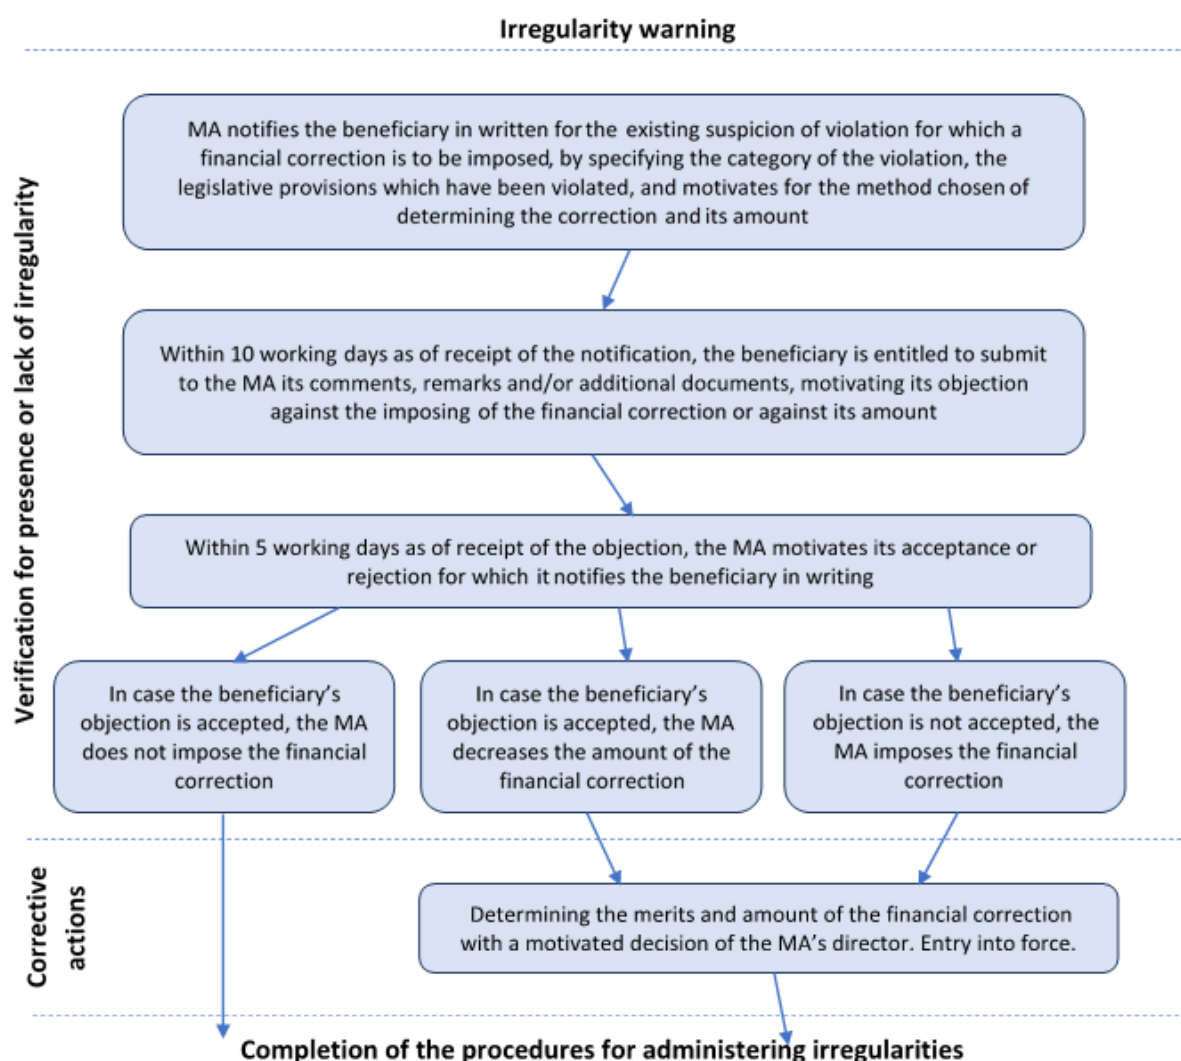 Irregularity warning
MA notifies the beneficiary in written for the existing suspicion of violation for which a
financial correction is to be imposed, by specifying the category of the violation, the
legislative provisions which have been violated, and motivates for the method chosen of
determining the correction and its amount
Verification for presence or lack of irregularity
Within 10 working days as of receipt of the notification, the beneficiary is entitled to submit
to the MA its comments, remarks and/or additional documents, motivating its objection
against the imposing of the financial correction or against its amount
Within 5 working days as of receipt of the objection, the MA motivates its acceptance or
rejection for which it notifies the beneficiary in writing
In case the beneficiary's
objection is accepted, the MA
does not impose the financial
correction
In case the beneficiary's
objection is accepted, the MA
decreases the amount of the
financial correction
In case the beneficiary's
objection is not accepted, the
MA imposes the financial
correction
Corrective
actions
Determining the merits and amount of the financial correction
with a motivated decision of the MA's director. Entry into force.
Completion of the procedures for administering irregularities